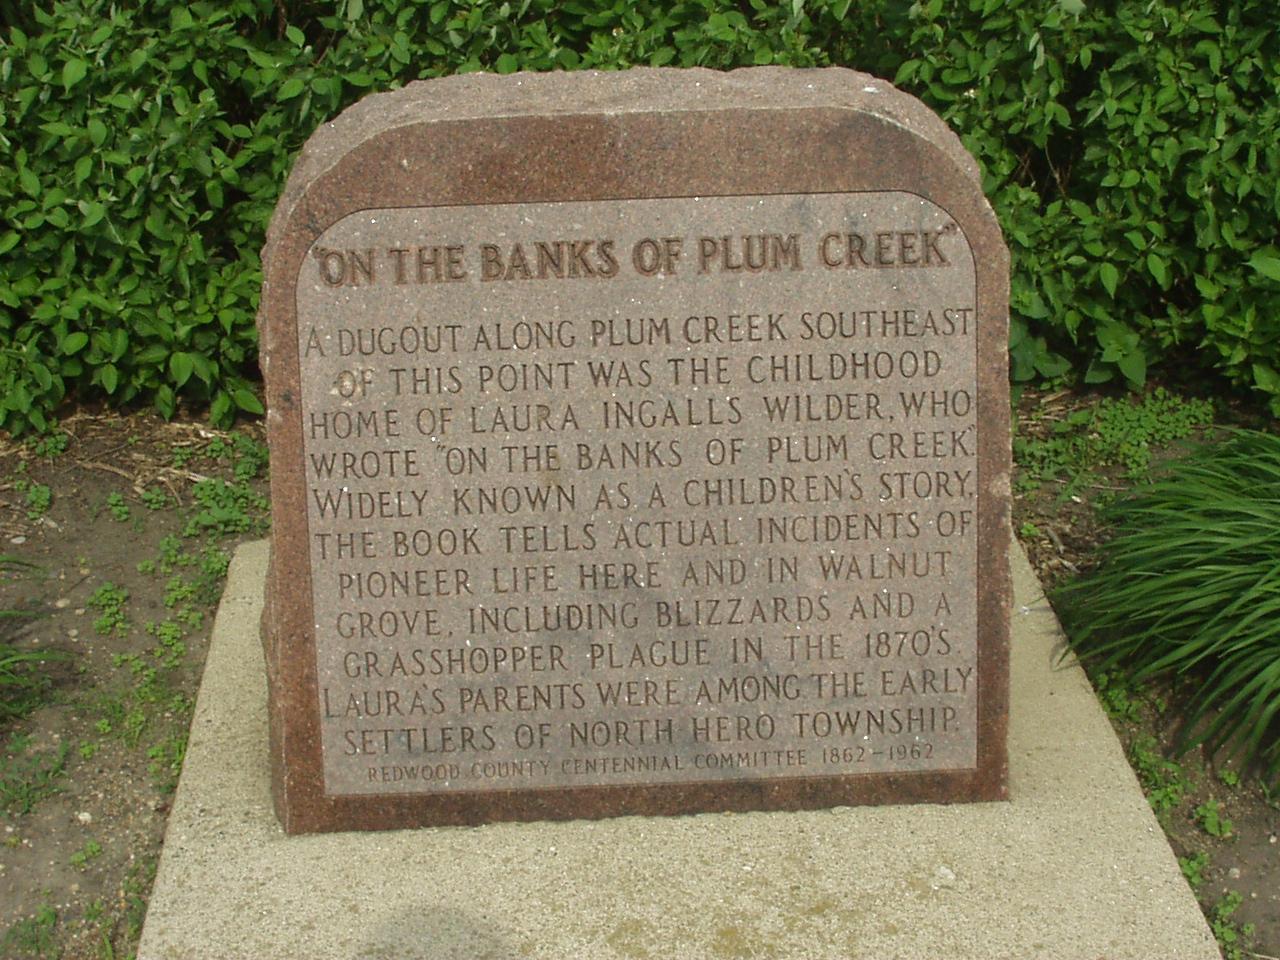 "ON THE BANKS OF PLUM CREEK"
A DUGOUT ALONG PLUM CREEK SOUTHEAST
OF THIS POINT WAS THE CHILDHOOD
HOME OF LAURA INGALLS WILDER, WHO
WROTE "ON THE BANKS OF PLUM CREEK."
WIDELY KNOWN AS A CHILDREN'S STORY,
THE BOOK TELLS ACTUAL INCIDENTS OF
PIONEER LIFE HERE AND IN WALNUT
GROVE, INCLUDING BLIZZARDS AND A
GRASSHOPPER PLAGUE IN THE 1870'S.
LAURA'S PARENTS WERE AMONG THE EARLY
SETTLERS OF NORTH HERO TOWNSHIP.
REDWOOD COUNTY CENTENNIAL COMMITTEE 1862-1962